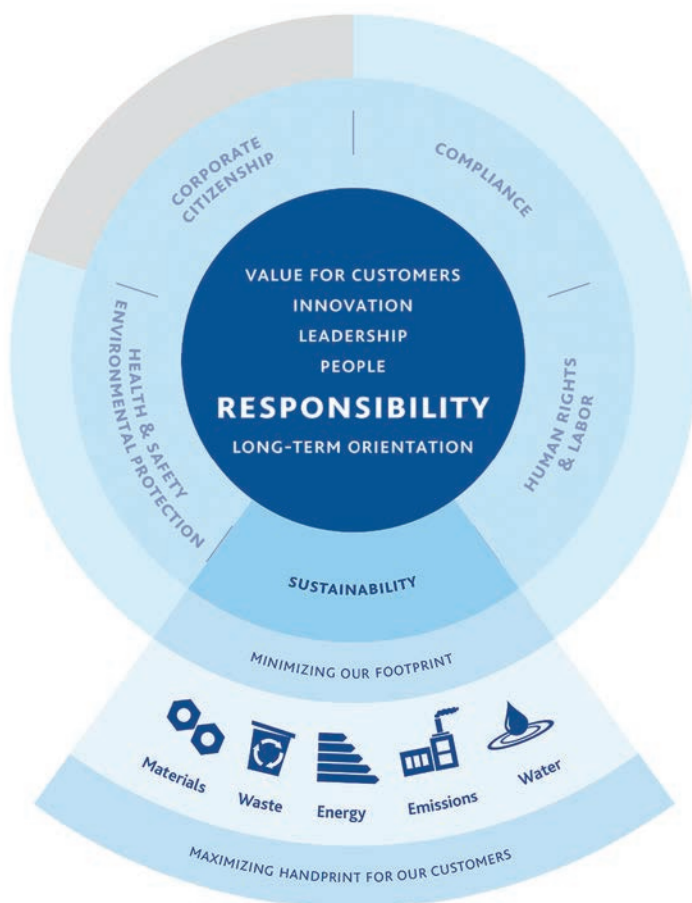 CORPORATE
CITIZENSHIP
COMPLIANCE
VALUE FOR CUSTOMERS
INNOVATION
LEADERSHIP
PEOPLE
RESPONSIBILITY
LONG-TERM ORIENTATION
HEALTH & SAFETY
ENVIRONMENTAL PROTECTION
HUMAN RIGHTS
& LABOR
SUSTAINABILITY
MINIMIZING OUR FOOTPRINT
Materials
Waste
Energy
Emissions
Water
MAXIMIZING HANDPRINT FOR OUR CUSTOMERS